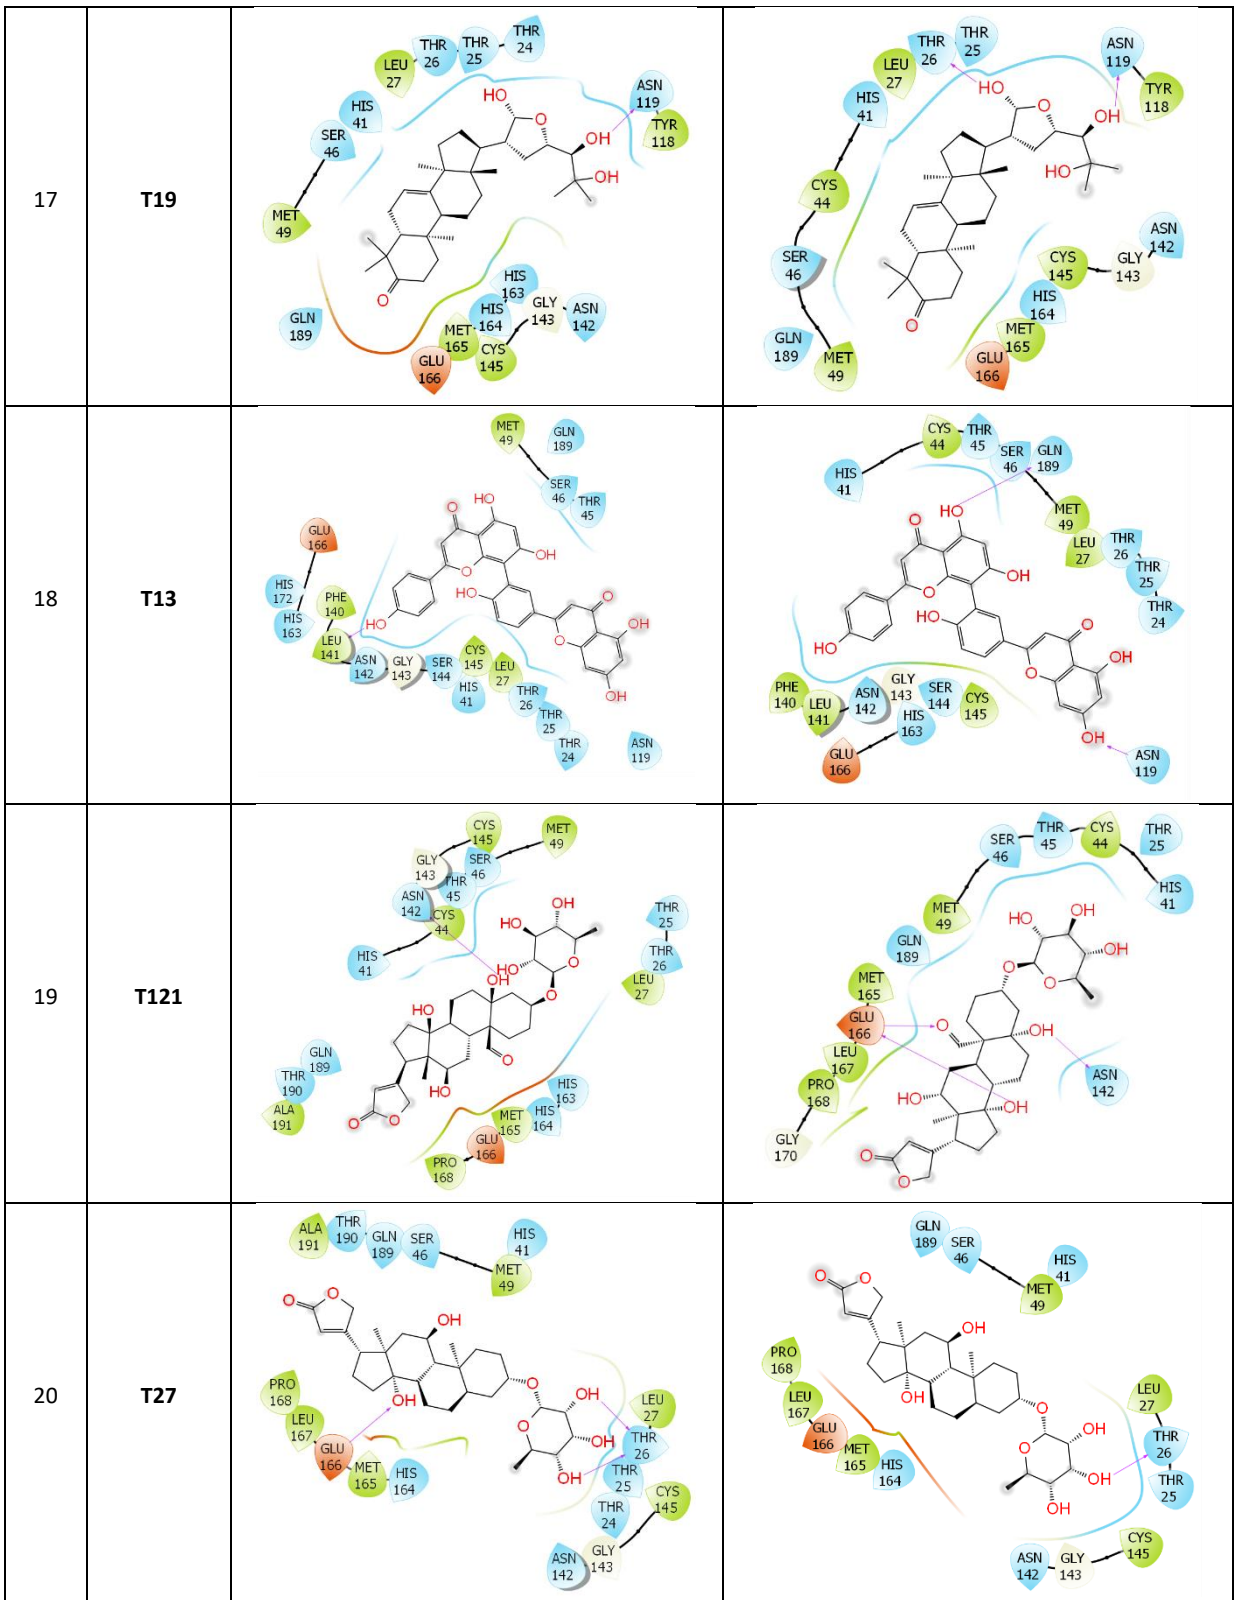 17
T19
THR
24
THR
25
THR
26
LEU
27
HIS
41
SER
46
MET
49
ASN
119
TYR
118
HO
O
OH
OH
O
HIS
163
HIS
164
GLY
143
ASN
142
MET
165
CYS
145
GLU
166
GLN
189
THR
26
THR
25
LEU
27
HIS
41
CYS
44
SER
46
GLN
189
MET
49
ASN
119
TYR
118
HO
O
OH
HO
O
ASN
142
GLY
143
CYS
145
HIS
164
MET
165
GLU
166
18
T13
MET
49
GLN
189
SER
46
THR
45
GLU
166
HIS
172
HIS
163
PHE
140
LEU
141
ASN
142
GLY
143
SER
144
CYS
145
HIS
41
LEU
27
THR
26
THR
25
THR
24
ASN
119
O
OH
OH
O
HO
HO
O
OH
O
OH
CYS
44
THR
45
SER
46
GLN
189
HIS
41
MET
49
LEU
27
THR
26
THR
25
THR
24
HO
O
OH
O
HO
HO
O
OH
O
OH
PHE
140
LEU
141
ASN
142
GLY
143
SER
144
CYS
145
HIS
163
GLU
166
ASN
119
19
T121
CYS
145
MET
49
GLY
143
SER
46
THR
45
ASN
142
CYS
44
HIS
41
THR
25
THR
26
LEU
27
OH
HO
HO
O
OH
O
HO
O
HO
O
O
GLN
189
THR
190
ALA
191
HIS
163
HIS
164
MET
165
GLU
166
PRO
168
SER
46
THR
45
CYS
44
THR
25
HIS
41
MET
49
GLN
189
MET
165
GLU
166
LEU
167
PRO
168
GLY
170
ASN
142
HO
OH
OH
O
O
O
OH
HO
OH
O
O
20
T27
ALA
191
THR
190
GLN
189
SER
46
HIS
41
MET
49
O
O
OH
OH
O
OH
O
OH
OH
PRO
168
LEU
167
GLU
166
MET
165
HIS
164
LEU
27
THR
26
THR
25
THR
24
CYS
145
GLY
143
ASN
142
GLN
189
SER
46
HIS
41
MET
49
O
O
OH
OH
O
O
OH
OH
OH
PRO
168
LEU
167
GLU
166
MET
165
HIS
164
LEU
27
THR
26
THR
25
CYS
145
GLY
143
ASN
142